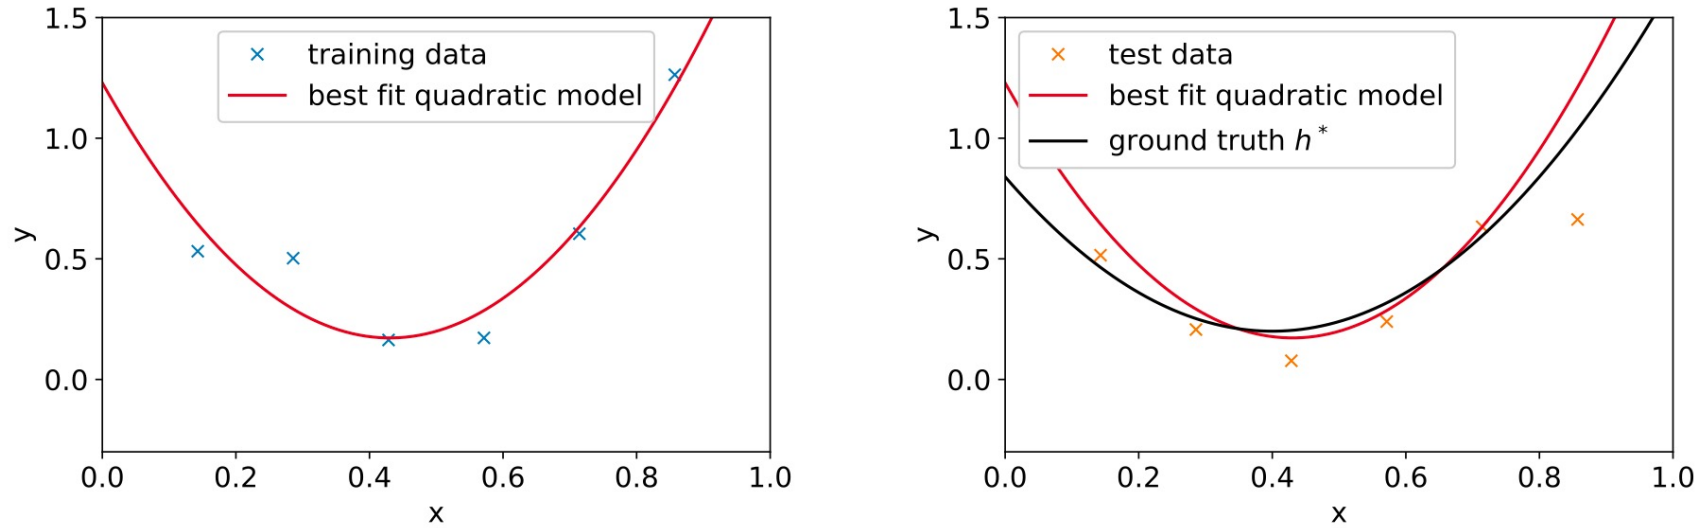 1.5
1.0
0.5
0.0
y
0.0 0.2 0.4 0.6 0.8 1.0
x
training data
best fit quadratic model
1.5
1.0
0.5
0.0
y
0.0 0.2 0.4 0.6 0.8 1.0
x
test data
best fit quadratic model
ground truth h*